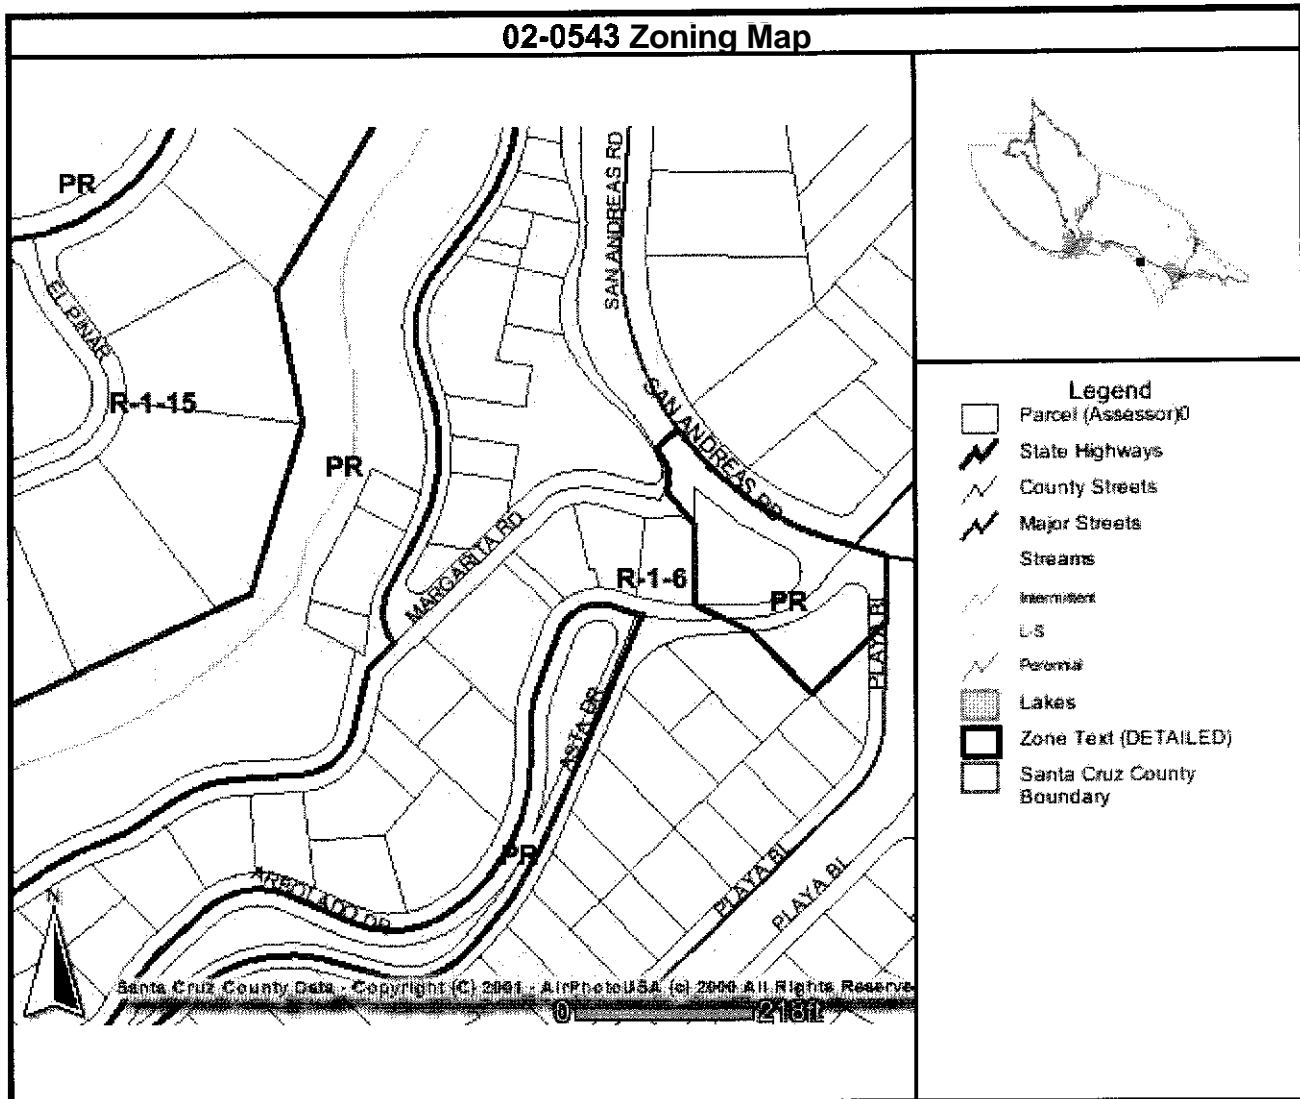 02-0543 Zoning Map
PR
SAN ANDREAS RD
EL PINAR
R-1-15
SAN ANDREAS RD
PR
MARGARITA RD
R-1-6
PR
PLAYA BL
ASTA DR
PR
ARBOLADO DR
PLAYA BL
PLAYA BL
N
Santa Cruz County Data - Copyright (C) 2001 - AirPhotoUSA (c) 2000 All Rights Reserve
0 218ft
Legend
Parcel (Assessor)0
State Highways
County Streets
Major Streets
Streams
Intermittent
L-S
Perennial
Lakes
Zone Text (DETAILED)
Santa Cruz County
Boundary